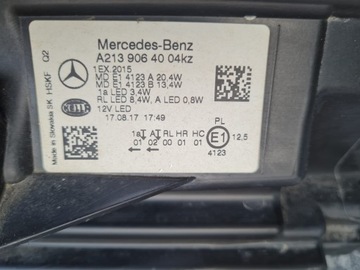 Mercedes-Benz
A213 906 40 04kz
1EX.2015
MD E1 4123 A 20,4W
MD E1 4123 B 13,4W
1a LED 3,4W
RL LED 8,4W, A LED 0,8W
12V LED
17.08.17 17:49
HELLA
Made in Slovakia 5K HSKF Q2
1aT AT RL HR HC PL
01 02 00 01 01 E1 12,5
4123